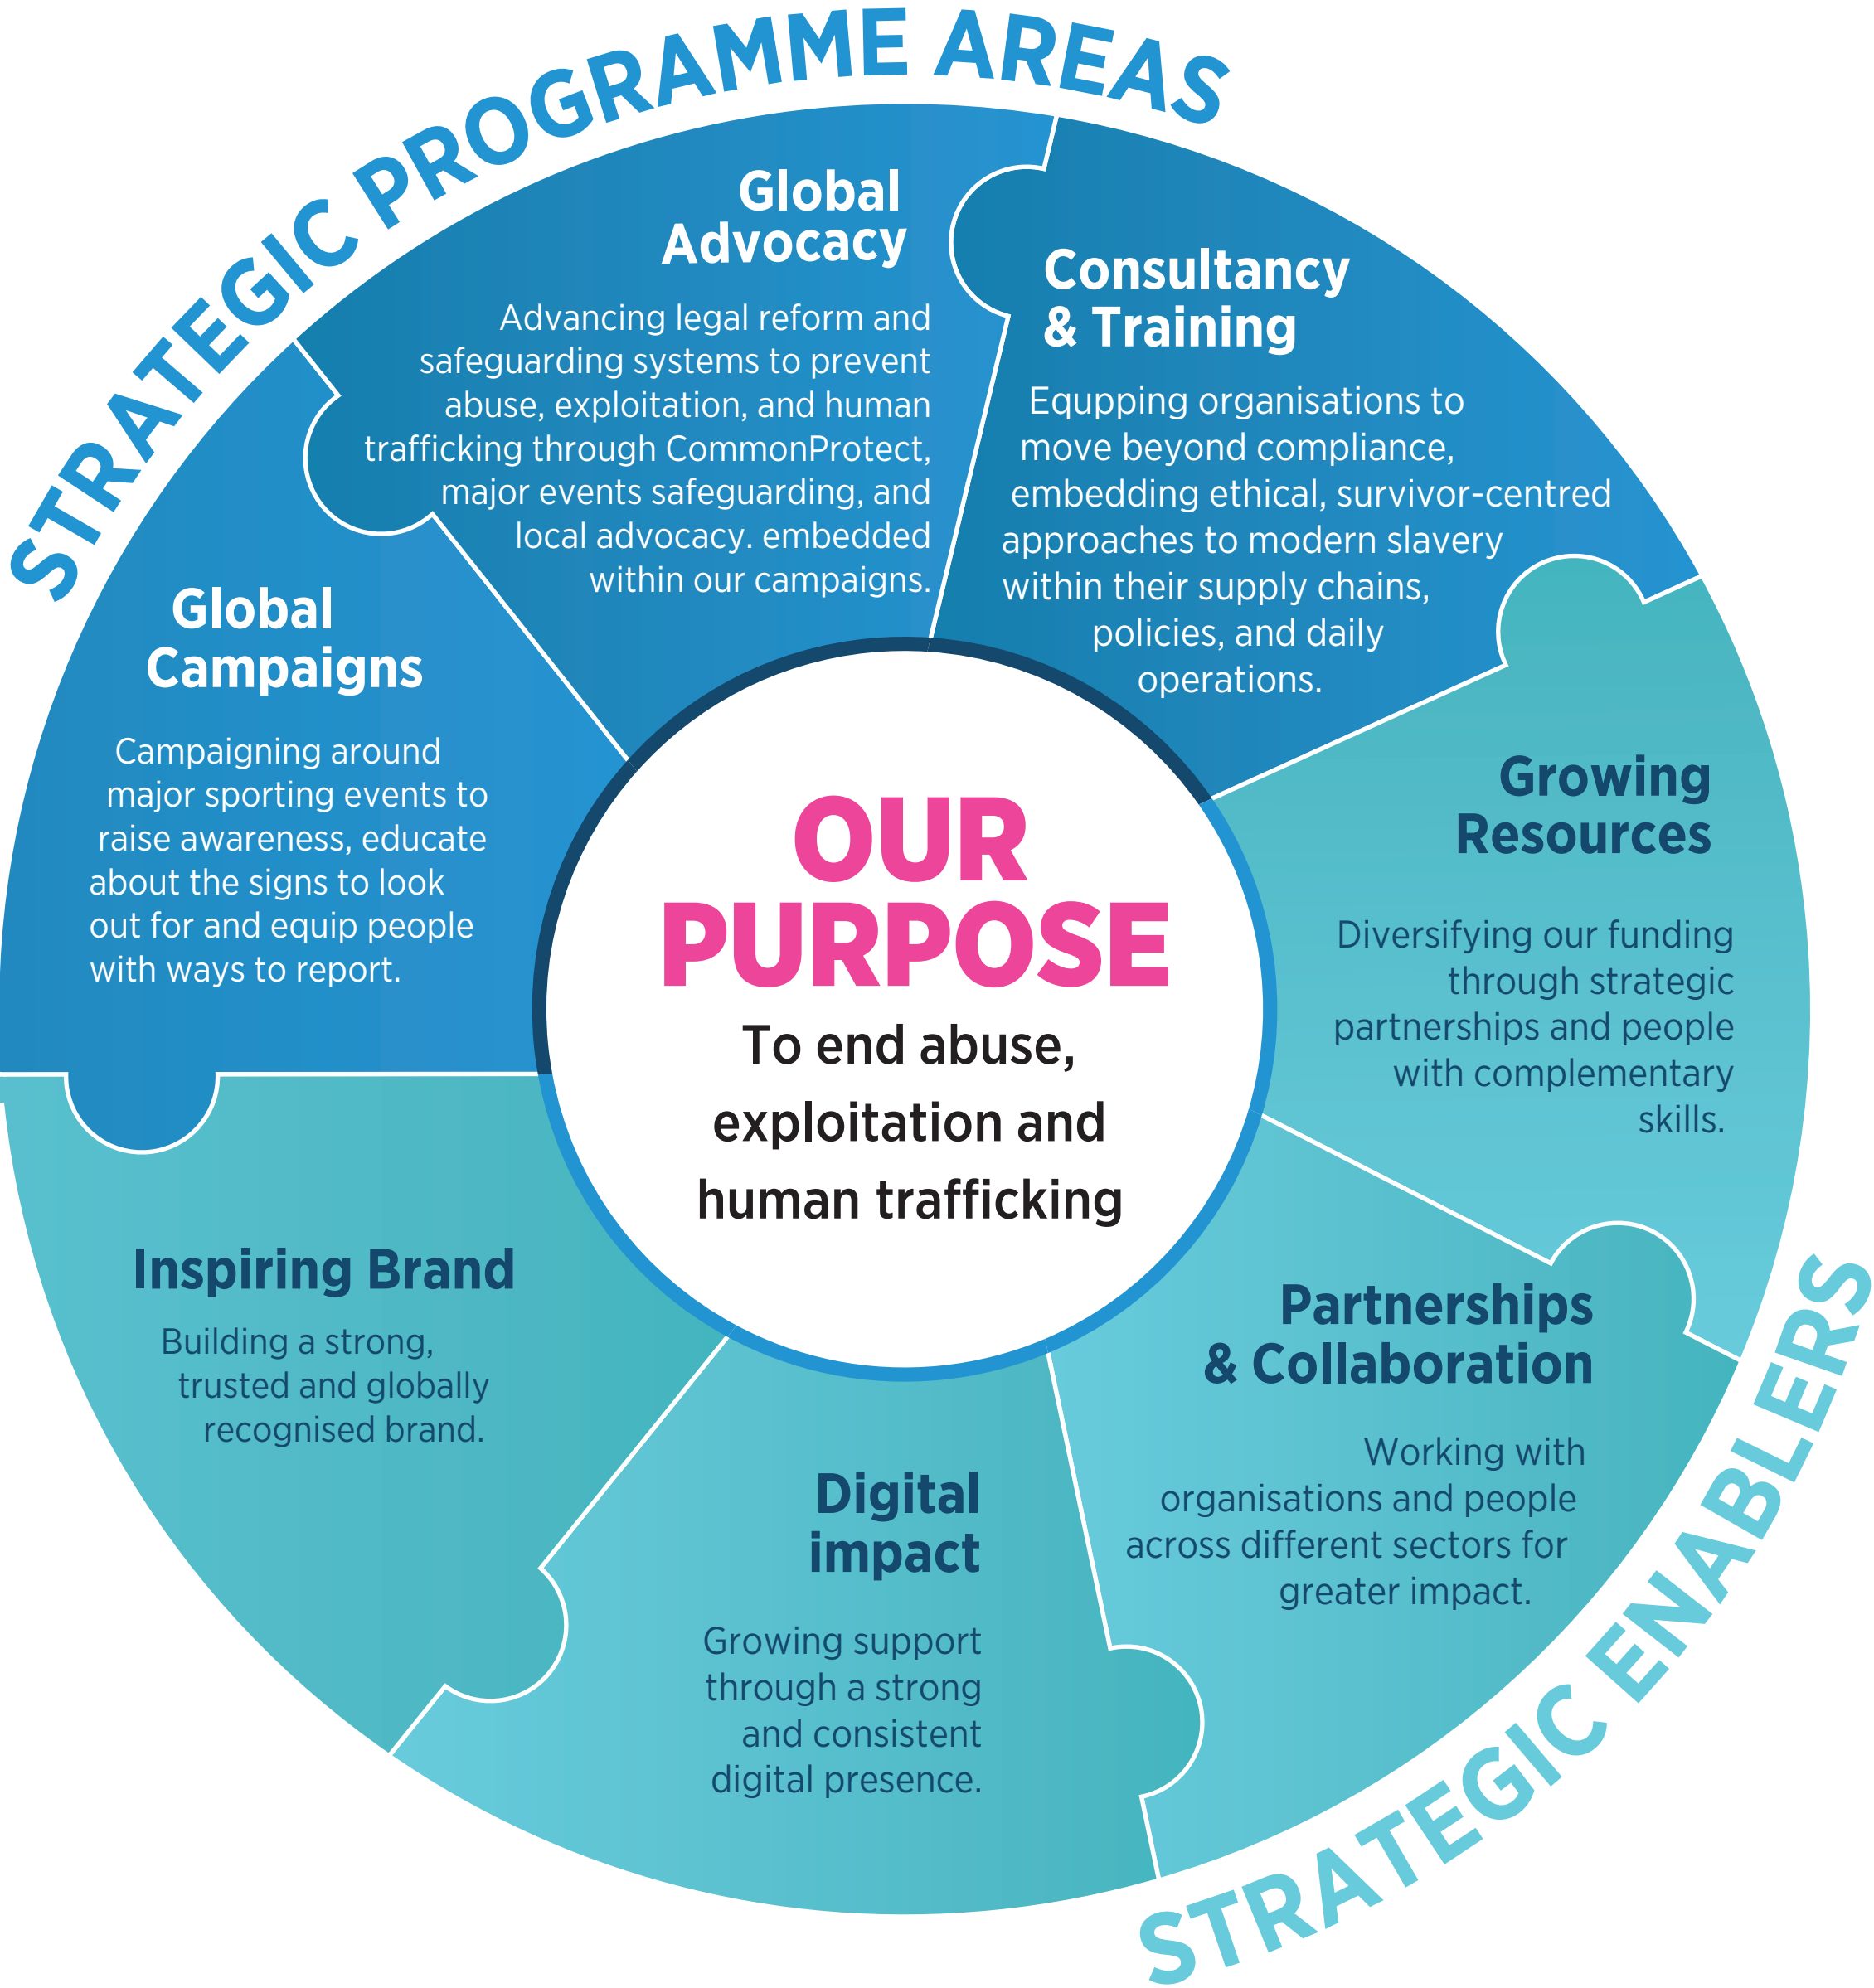 STRATEGIC PROGRAMME AREAS
Global
Advocacy
Advancing legal reform and
safeguarding systems to prevent
abuse, exploitation, and human
trafficking through CommonProtect,
major events safeguarding, and
local advocacy. embedded
within our campaigns.
Consultancy
& Training
Equpping organisations to
move beyond compliance,
embedding ethical, survivor-centred
approaches to modern slavery
within their supply chains,
policies, and daily
operations.
Global
Campaigns
Campaigning around
major sporting events to
raise awareness, educate
about the signs to look
out for and equip people
with ways to report.
OUR
PURPOSE
To end abuse,
exploitation and
human trafficking
Growing
Resources
Diversifying our funding
through strategic
partnerships and people
with complementary
skills.
Inspiring Brand
Building a strong,
trusted and globally
recognised brand.
Digital
impact
Growing support
through a strong
and consistent
digital presence.
Partnerships
& Collaboration
Working with
organisations and people
across different sectors for
greater impact.
STRATEGIC ENABLERS